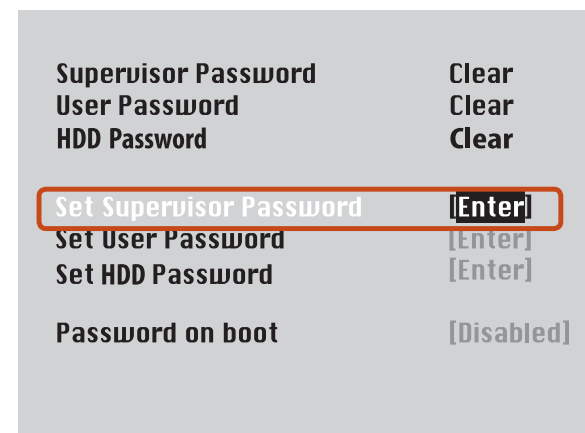 Supervisor Password Clear
User Password Clear
HDD Password Clear
Set Supervisor Password [Enter]
Set User Password [Enter]
Set HDD Password [Enter]
Password on boot [Disabled]